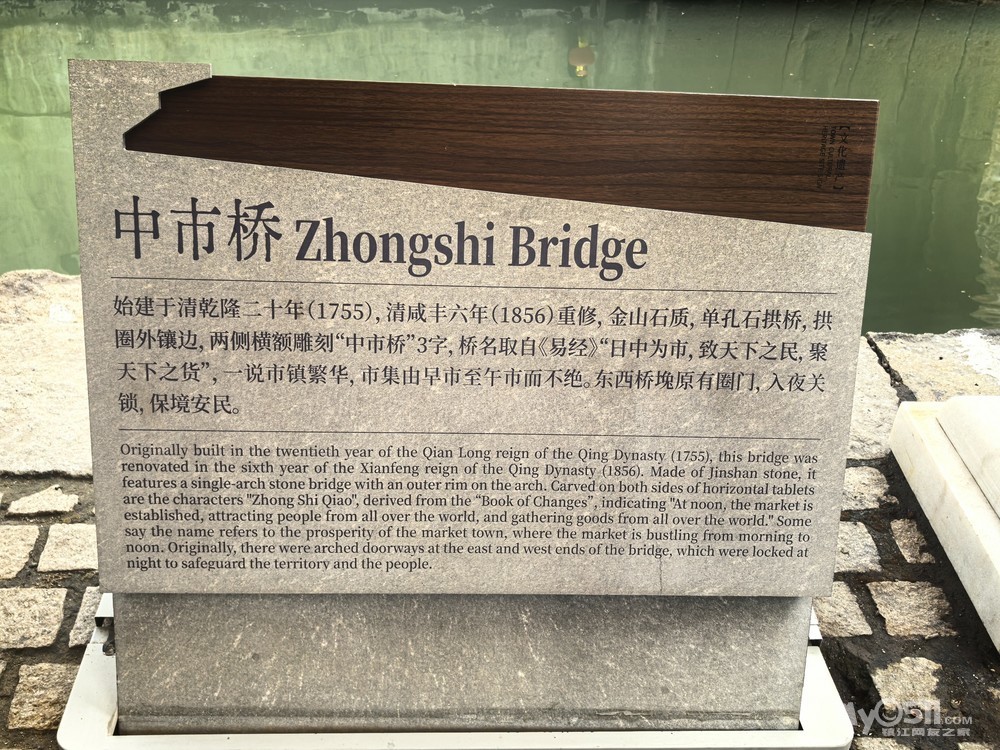 中市桥 Zhongshi Bridge
始建于清乾隆二十年(1755), 清咸丰六年(1856)重修, 金山石质, 单孔石拱桥, 拱
圈外镶边, 两侧横额雕刻“中市桥”3字, 桥名取自《易经》“日中为市, 致天下之民, 聚
天下之货”, 一说市镇繁华, 市集由早市至午市而不绝。东西桥堍原有圈门, 入夜关
锁, 保境安民。
Originally built in the twentieth year of the Qian Long reign of the Qing Dynasty (1755), this bridge was
renovated in the sixth year of the Xianfeng reign of the Qing Dynasty (1856). Made of Jinshan stone, it
features a single-arch stone bridge with an outer rim on the arch. Carved on both sides of horizontal tablets
are the characters "Zhong Shi Qiao", derived from the “Book of Changes”, indicating "At noon, the market is
established, attracting people from all over the world, and gathering goods from all over the world." Some
say the name refers to the prosperity of the market town, where the market is bustling from morning to
noon. Originally, there were arched doorways at the east and west ends of the bridge, which were locked at
night to safeguard the territory and the people.
My0511.COM
镇江网友之家